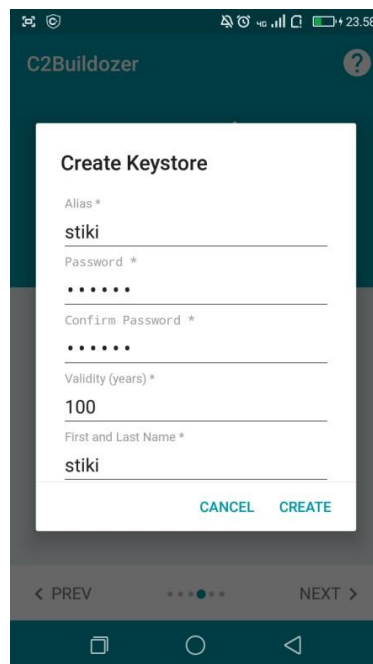 4G 23.58
C2Buildozer
?
Create Keystore
Alias *
stiki
Password *
••••••
Confirm Password *
••••••
Validity (years) *
100
First and Last Name *
stiki
CANCEL CREATE
< PREV NEXT >